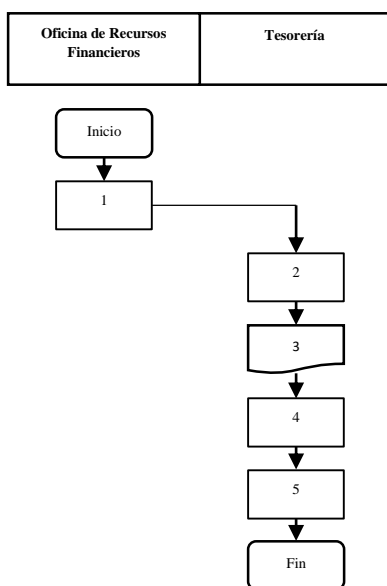 Oficina de Recursos
Financieros
Tesorería
Inicio
1
2
3
4
5
Fin